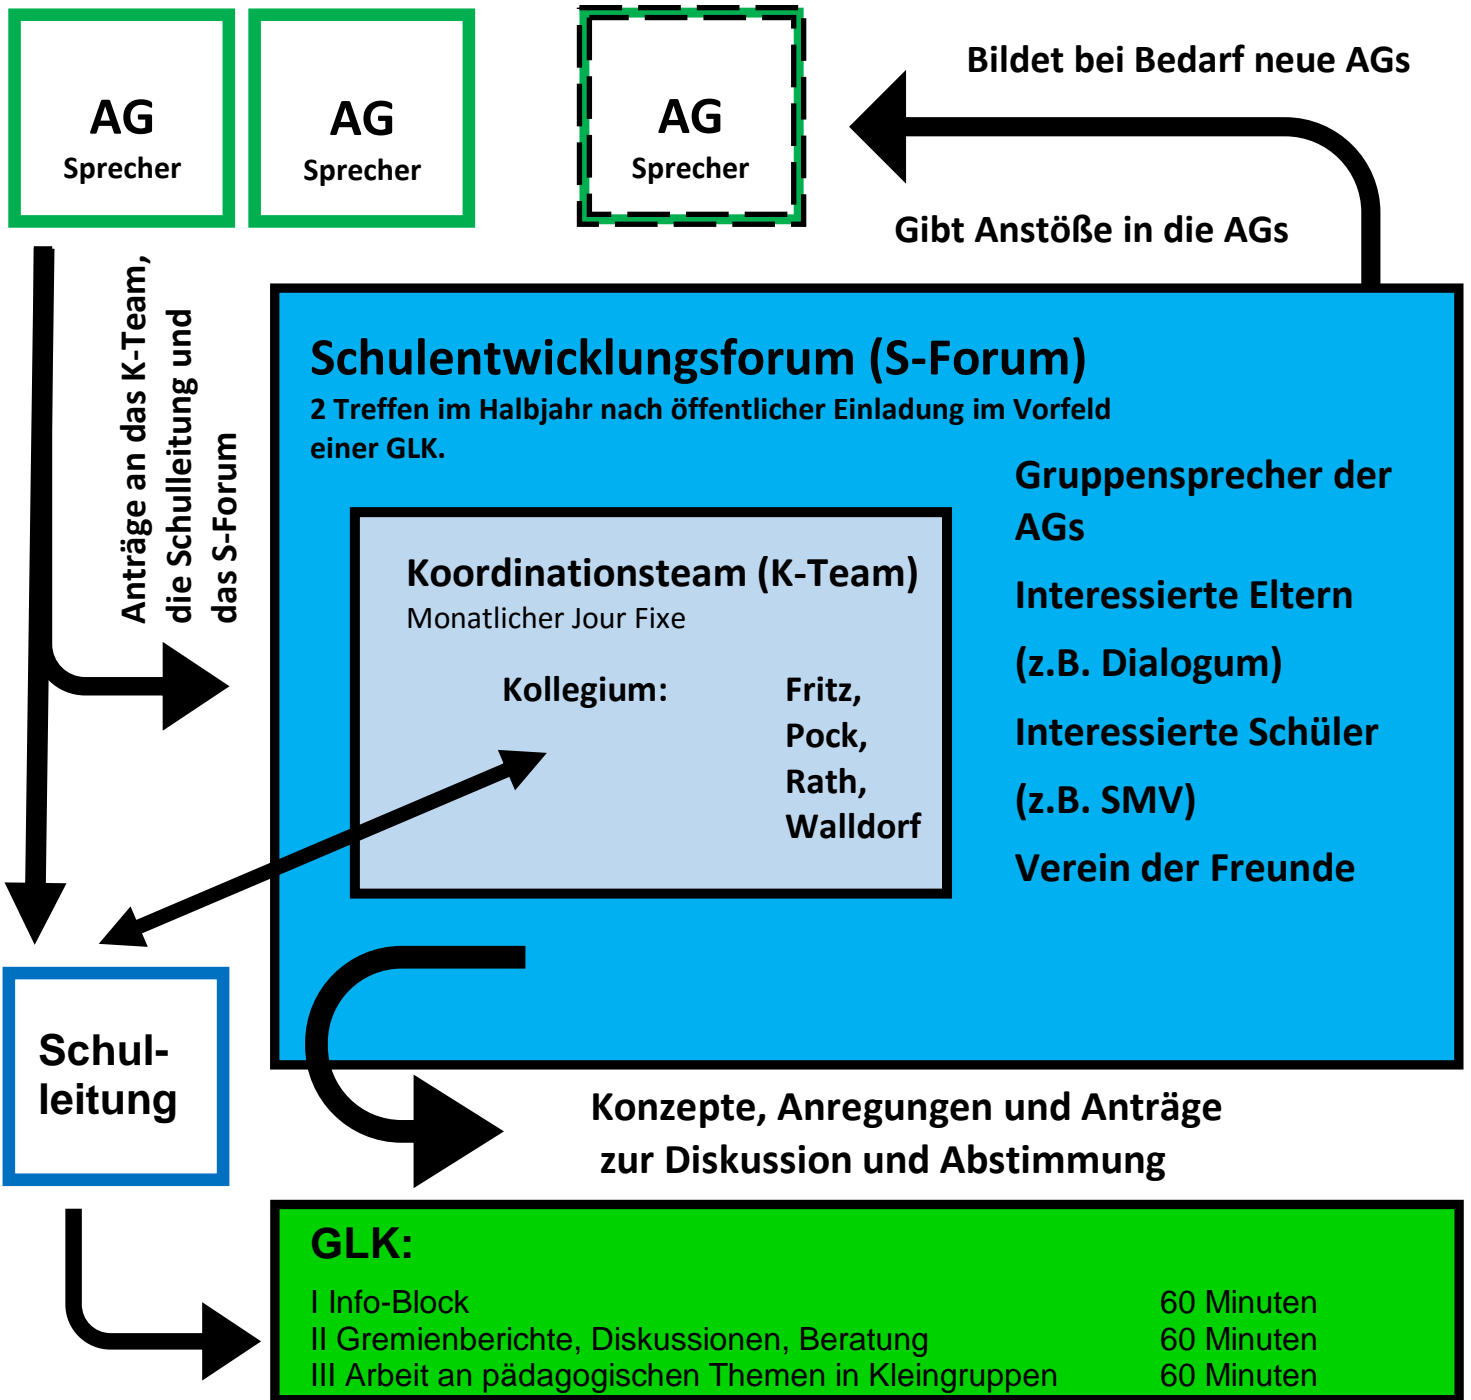 AG
Sprecher
AG
Sprecher
AG
Sprecher
Bildet bei Bedarf neue AGs
Gibt Anstöße in die AGs
Anträge an das K-Team,
die Schulleitung und
das S-Forum
Schulentwicklungsforum (S-Forum)
2 Treffen im Halbjahr nach öffentlicher Einladung im Vorfeld
einer GLK.
Gruppensprecher der
AGs
Interessierte Eltern
(z.B. Dialogum)
Interessierte Schüler
(z.B. SMV)
Verein der Freunde
Koordinationsteam (K-Team)
Monatlicher Jour Fixe
Kollegium: Fritz,
Pock,
Rath,
Walldorf
Schul-
leitung
Konzepte, Anregungen und Anträge
zur Diskussion und Abstimmung
GLK:
I Info-Block 60 Minuten
II Gremienberichte, Diskussionen, Beratung 60 Minuten
III Arbeit an pädagogischen Themen in Kleingruppen 60 Minuten